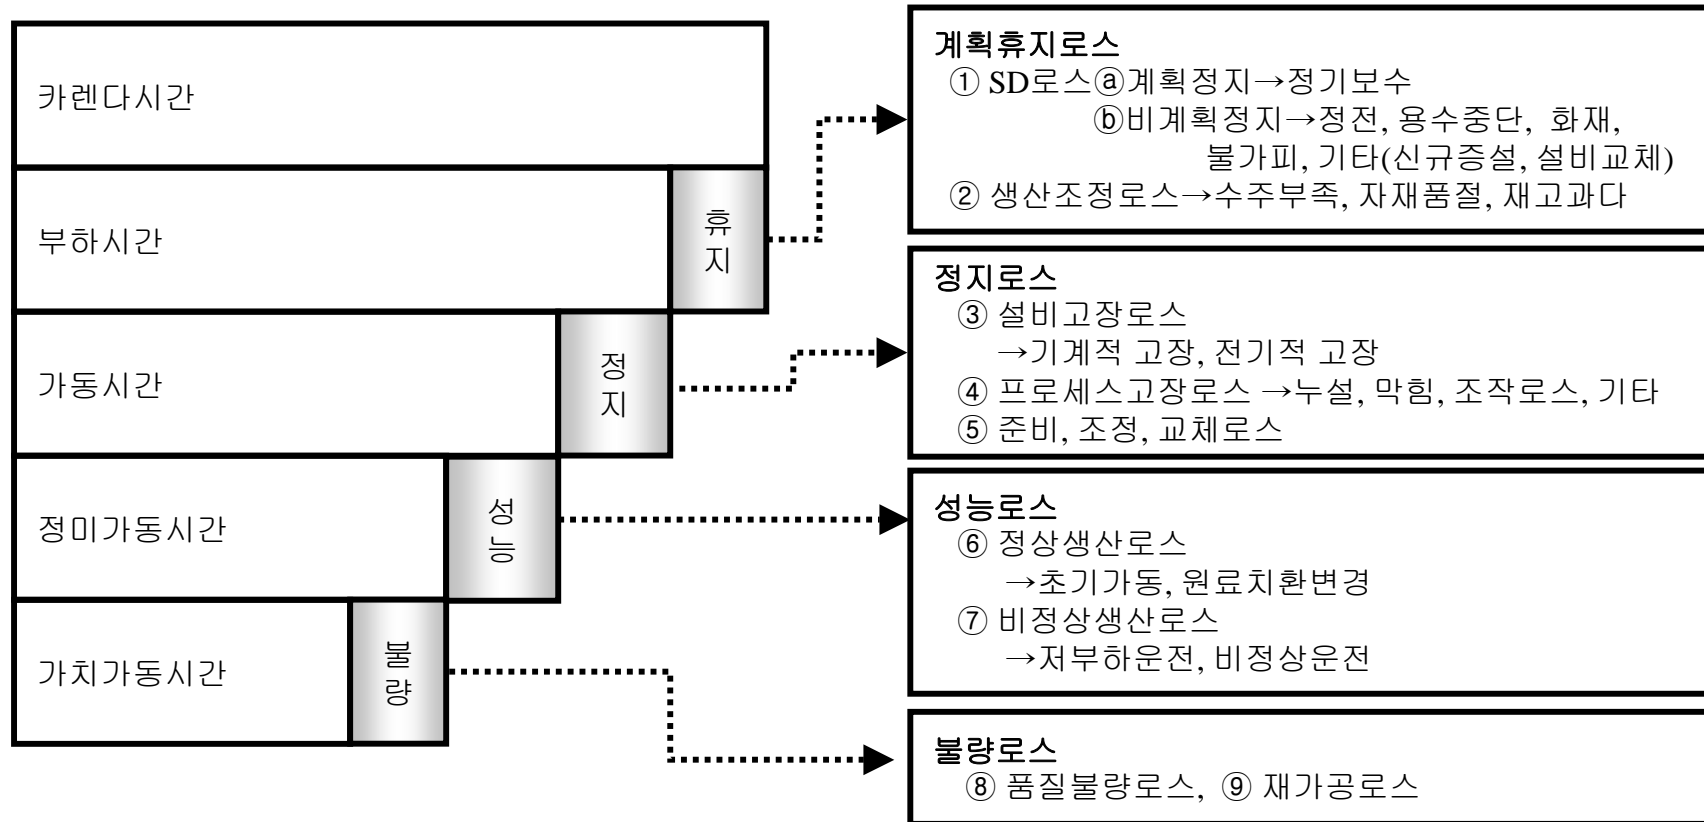 카렌다시간
부하시간
휴
지
가동시간
정
지
정미가동시간
성
능
가치가동시간
불
량
계획휴지로스
① SD로스ⓐ계획정지→정기보수
ⓑ비계획정지→정전, 용수중단, 화재,
불가피, 기타(신규증설, 설비교체)
② 생산조정로스→수주부족, 자재품절, 재고과다
정지로스
③ 설비고장로스
→기계적 고장, 전기적 고장
④ 프로세스고장로스 →누설, 막힘, 조작로스, 기타
⑤ 준비, 조정, 교체로스
성능로스
⑥ 정상생산로스
→초기가동, 원료치환변경
⑦ 비정상생산로스
→저부하운전, 비정상운전
불량로스
⑧ 품질불량로스, ⑨ 재가공로스